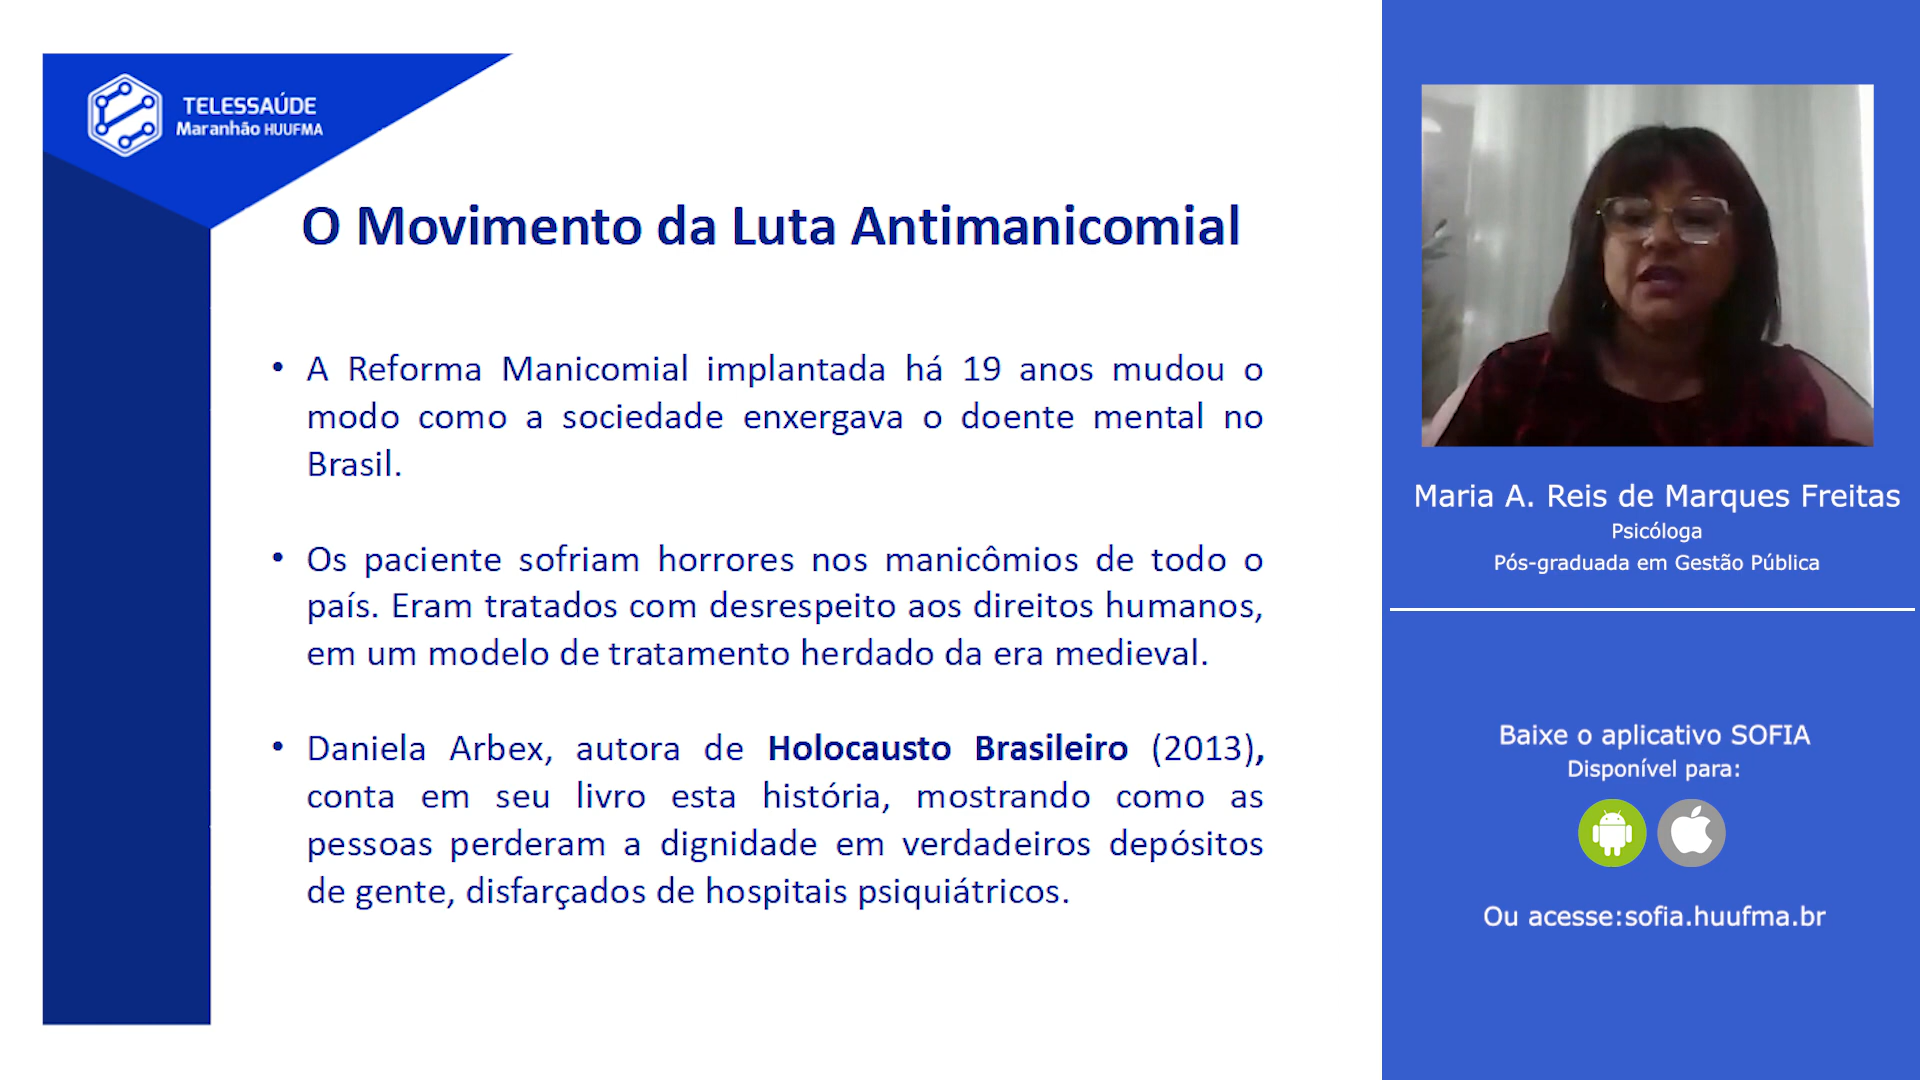 TELESSAÚDE
Maranhão HUUFMA
O Movimento da Luta Antimanicomial
• A Reforma Manicomial implantada há 19 anos mudou o
modo como a sociedade enxergava o doente mental no
Brasil.
• Os paciente sofriam horrores nos manicômios de todo o
país. Eram tratados com desrespeito aos direitos humanos,
em um modelo de tratamento herdado da era medieval.
• Daniela Arbex, autora de Holocausto Brasileiro (2013),
conta em seu livro esta história, mostrando como as
pessoas perderam a dignidade em verdadeiros depósitos
de gente, disfarçados de hospitais psiquiátricos.
Maria A. Reis de Marques Freitas
Psicóloga
Pós-graduada em Gestão Pública
Baixe o aplicativo SOFIA
Disponível para:
Ou acesse:sofia.huufma.br